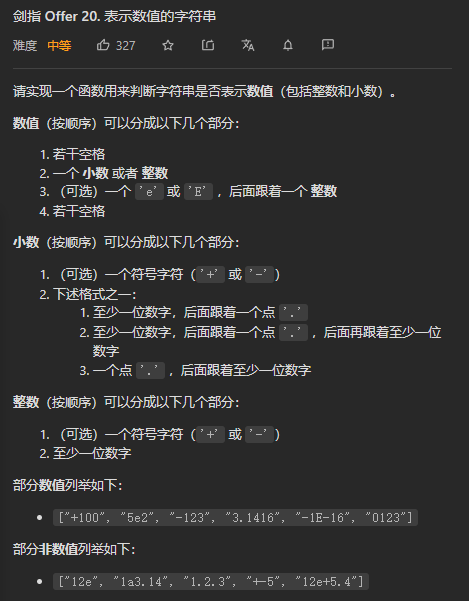 剑指 Offer 20. 表示数值的字符串
难度 中等 327
请实现一个函数用来判断字符串是否表示数值（包括整数和小数）。
数值（按顺序）可以分成以下几个部分：
1. 若干空格
2. 一个 小数 或者 整数
3. （可选）一个 'e' 或 'E' ，后面跟着一个 整数
4. 若干空格
小数（按顺序）可以分成以下几个部分：
1. （可选）一个符号字符（'+' 或 '-'）
2. 下述格式之一：
1. 至少一位数字，后面跟着一个点 '.'
2. 至少一位数字，后面跟着一个点 '.' ，后面再跟着至少一位
数字
3. 一个点 '.' ，后面跟着至少一位数字
整数（按顺序）可以分成以下几个部分：
1. （可选）一个符号字符（'+' 或 '-'）
2. 至少一位数字
部分数值列举如下：
• ["+100", "5e2", "-123", "3.1416", "-1E-16", "0123"]
部分非数值列举如下：
• ["12e", "1a3.14", "1.2.3", "+-5", "12e+5.4"]